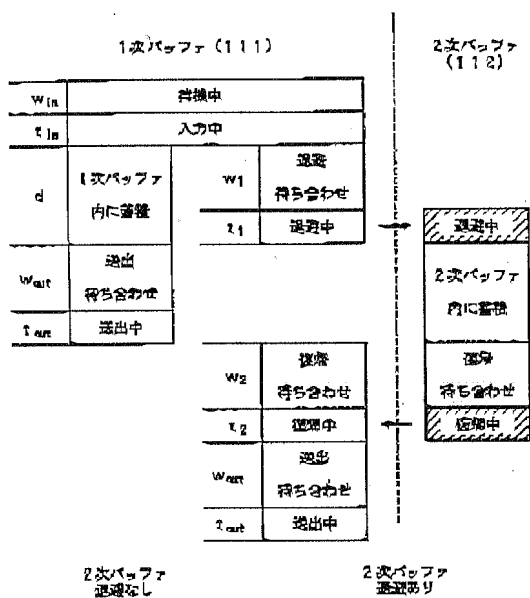 1次バッファ(111)
2次バッファ
(112)
w in 待機中
τ in 入力中
d
1次バッファ
内に蓄積
w1
退避
待ち合わせ
τ1 退避中
退避中
w out
送出
待ち合わせ
τ out 送出中
2次バッファ
内に蓄積
w2
復帰
待ち合わせ
復帰
待ち合わせ
τ2 復帰中
復帰中
w out
送出
待ち合わせ
τ out 送出中
2次バッファ
退避なし
2次バッファ
退避あり